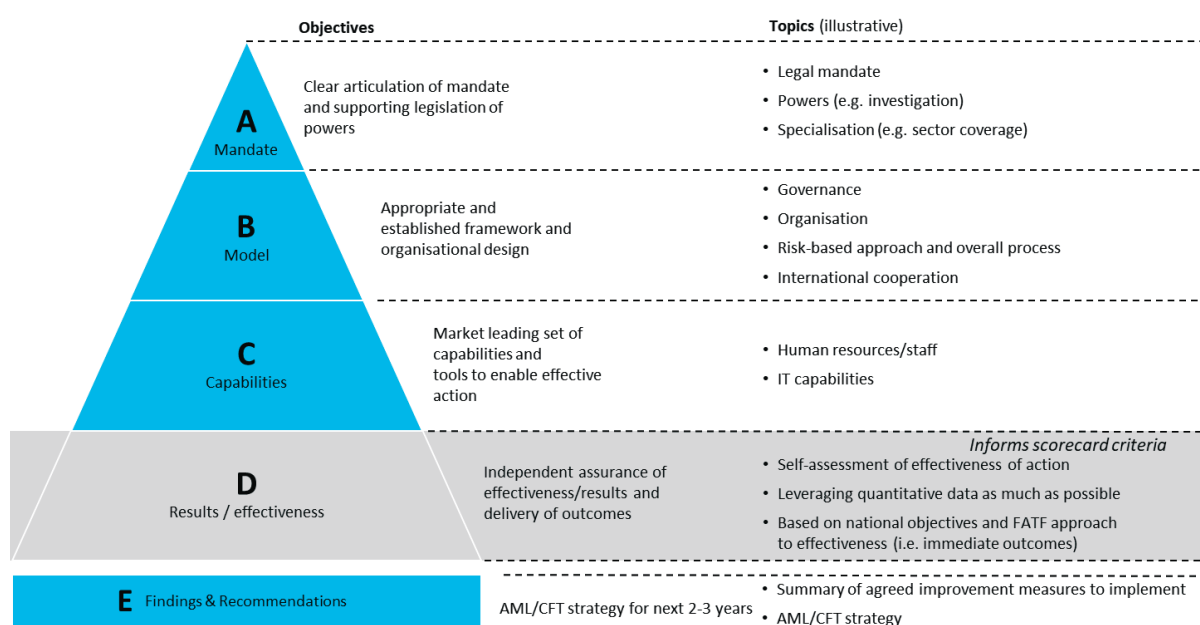 Objectives
Topics (illustrative)
A
Mandate
Clear articulation of mandate
and supporting legislation of
powers
• Legal mandate
• Powers (e.g. investigation)
• Specialisation (e.g. sector coverage)
B
Model
Appropriate and
established framework and
organisational design
• Governance
• Organisation
• Risk-based approach and overall process
• International cooperation
C
Capabilities
Market leading set of
capabilities and
tools to enable effective
action
• Human resources/staff
• IT capabilities
D
Results / effectiveness
Independent assurance of
effectiveness/results and
delivery of outcomes
Informs scorecard criteria
• Self-assessment of effectiveness of action
• Leveraging quantitative data as much as possible
• Based on national objectives and FATF approach
to effectiveness (i.e. immediate outcomes)
E Findings & Recommendations
AML/CFT strategy for next 2-3 years
• Summary of agreed improvement measures to implement
• AML/CFT strategy